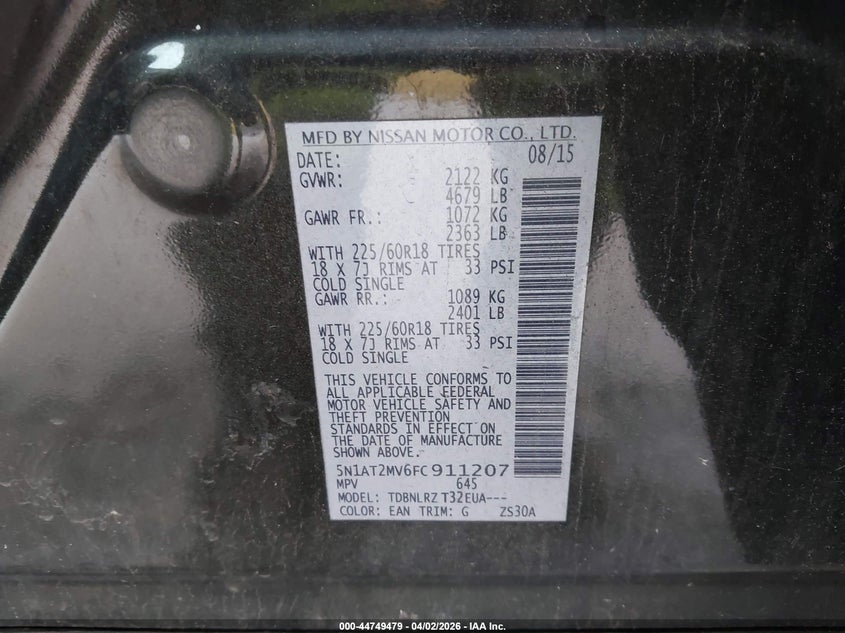 MFD BY NISSAN MOTOR CO., LTD.
DATE: 08/15
GVWR: 2122 KG
4679 LB
GAWR FR.: 1072 KG
2363 LB
WITH 225/60R18 TIRES
18 X 7J RIMS AT 33 PSI
COLD SINGLE
GAWR RR.: 1089 KG
2401 LB
WITH 225/60R18 TIRES
18 X 7J RIMS AT 33 PSI
COLD SINGLE
THIS VEHICLE CONFORMS TO
ALL APPLICABLE FEDERAL
MOTOR VEHICLE SAFETY AND
THEFT PREVENTION
STANDARDS IN EFFECT ON
THE DATE OF MANUFACTURE
SHOWN ABOVE.
5N1AT2MV6FC911207
MPV 645
MODEL: TDBNLRZ T32EUA---
COLOR: EAN TRIM: G ZS30A
000-44749479 - 04/02/2026 - IAA Inc.